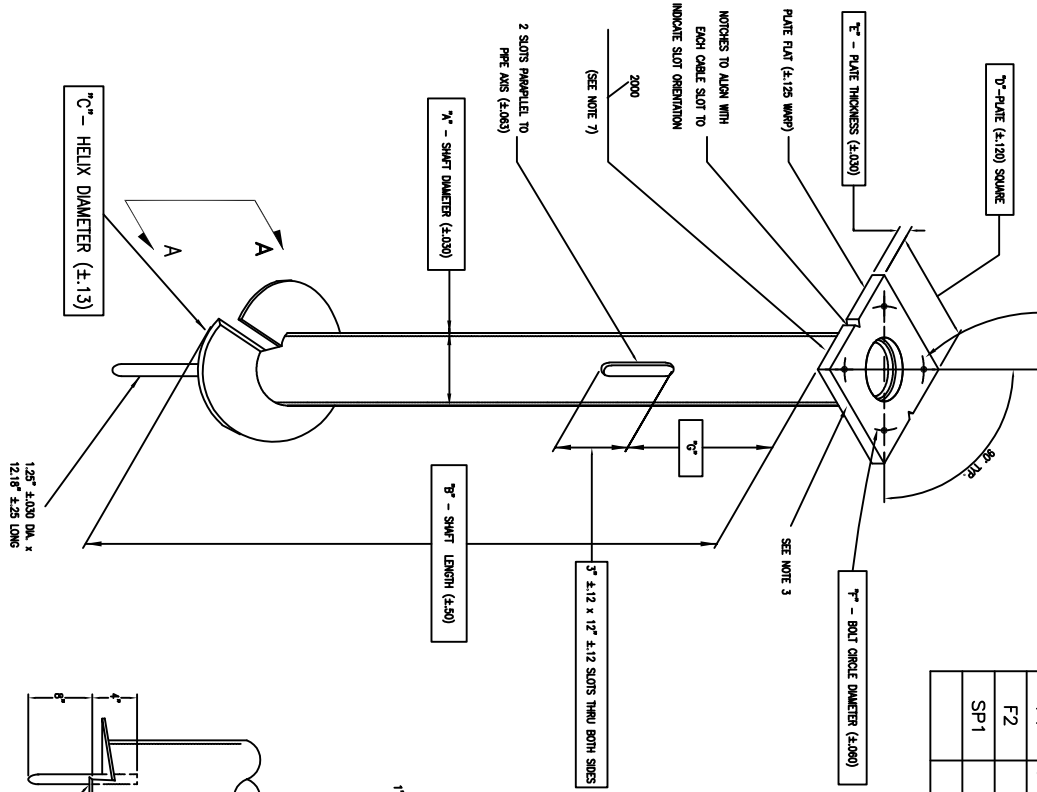 "D"-PLATE (±.120) SQUARE
"E" - PLATE THICKNESS (±.030)
PLATE FLAT (±.125 WARP)
NOTCHES TO ALIGN WITH
EACH CABLE SLOT TO
INDICATE SLOT ORIENTATION
2000
(SEE NOTE 7)
2 SLOTS PARAPLLEL TO
PIPE AXIS (±.063)
"A" - SHAFT DIAMETER (±.030)
"C"- HELIX DIAMETER (±.13)
A
A
90° TYP.
"G"
SEE NOTE 3
"F" - BOLT CIRCLE DIAMETER (±.060)
3" ±.12 x 12" ±.12 SLOTS THRU BOTH SIDES
"B" - SHAFT LENGTH (±.50)
1.25" ±.030 DIA. x
12.18" ±.25 LONG
F2
SP1
4"
8"
1"